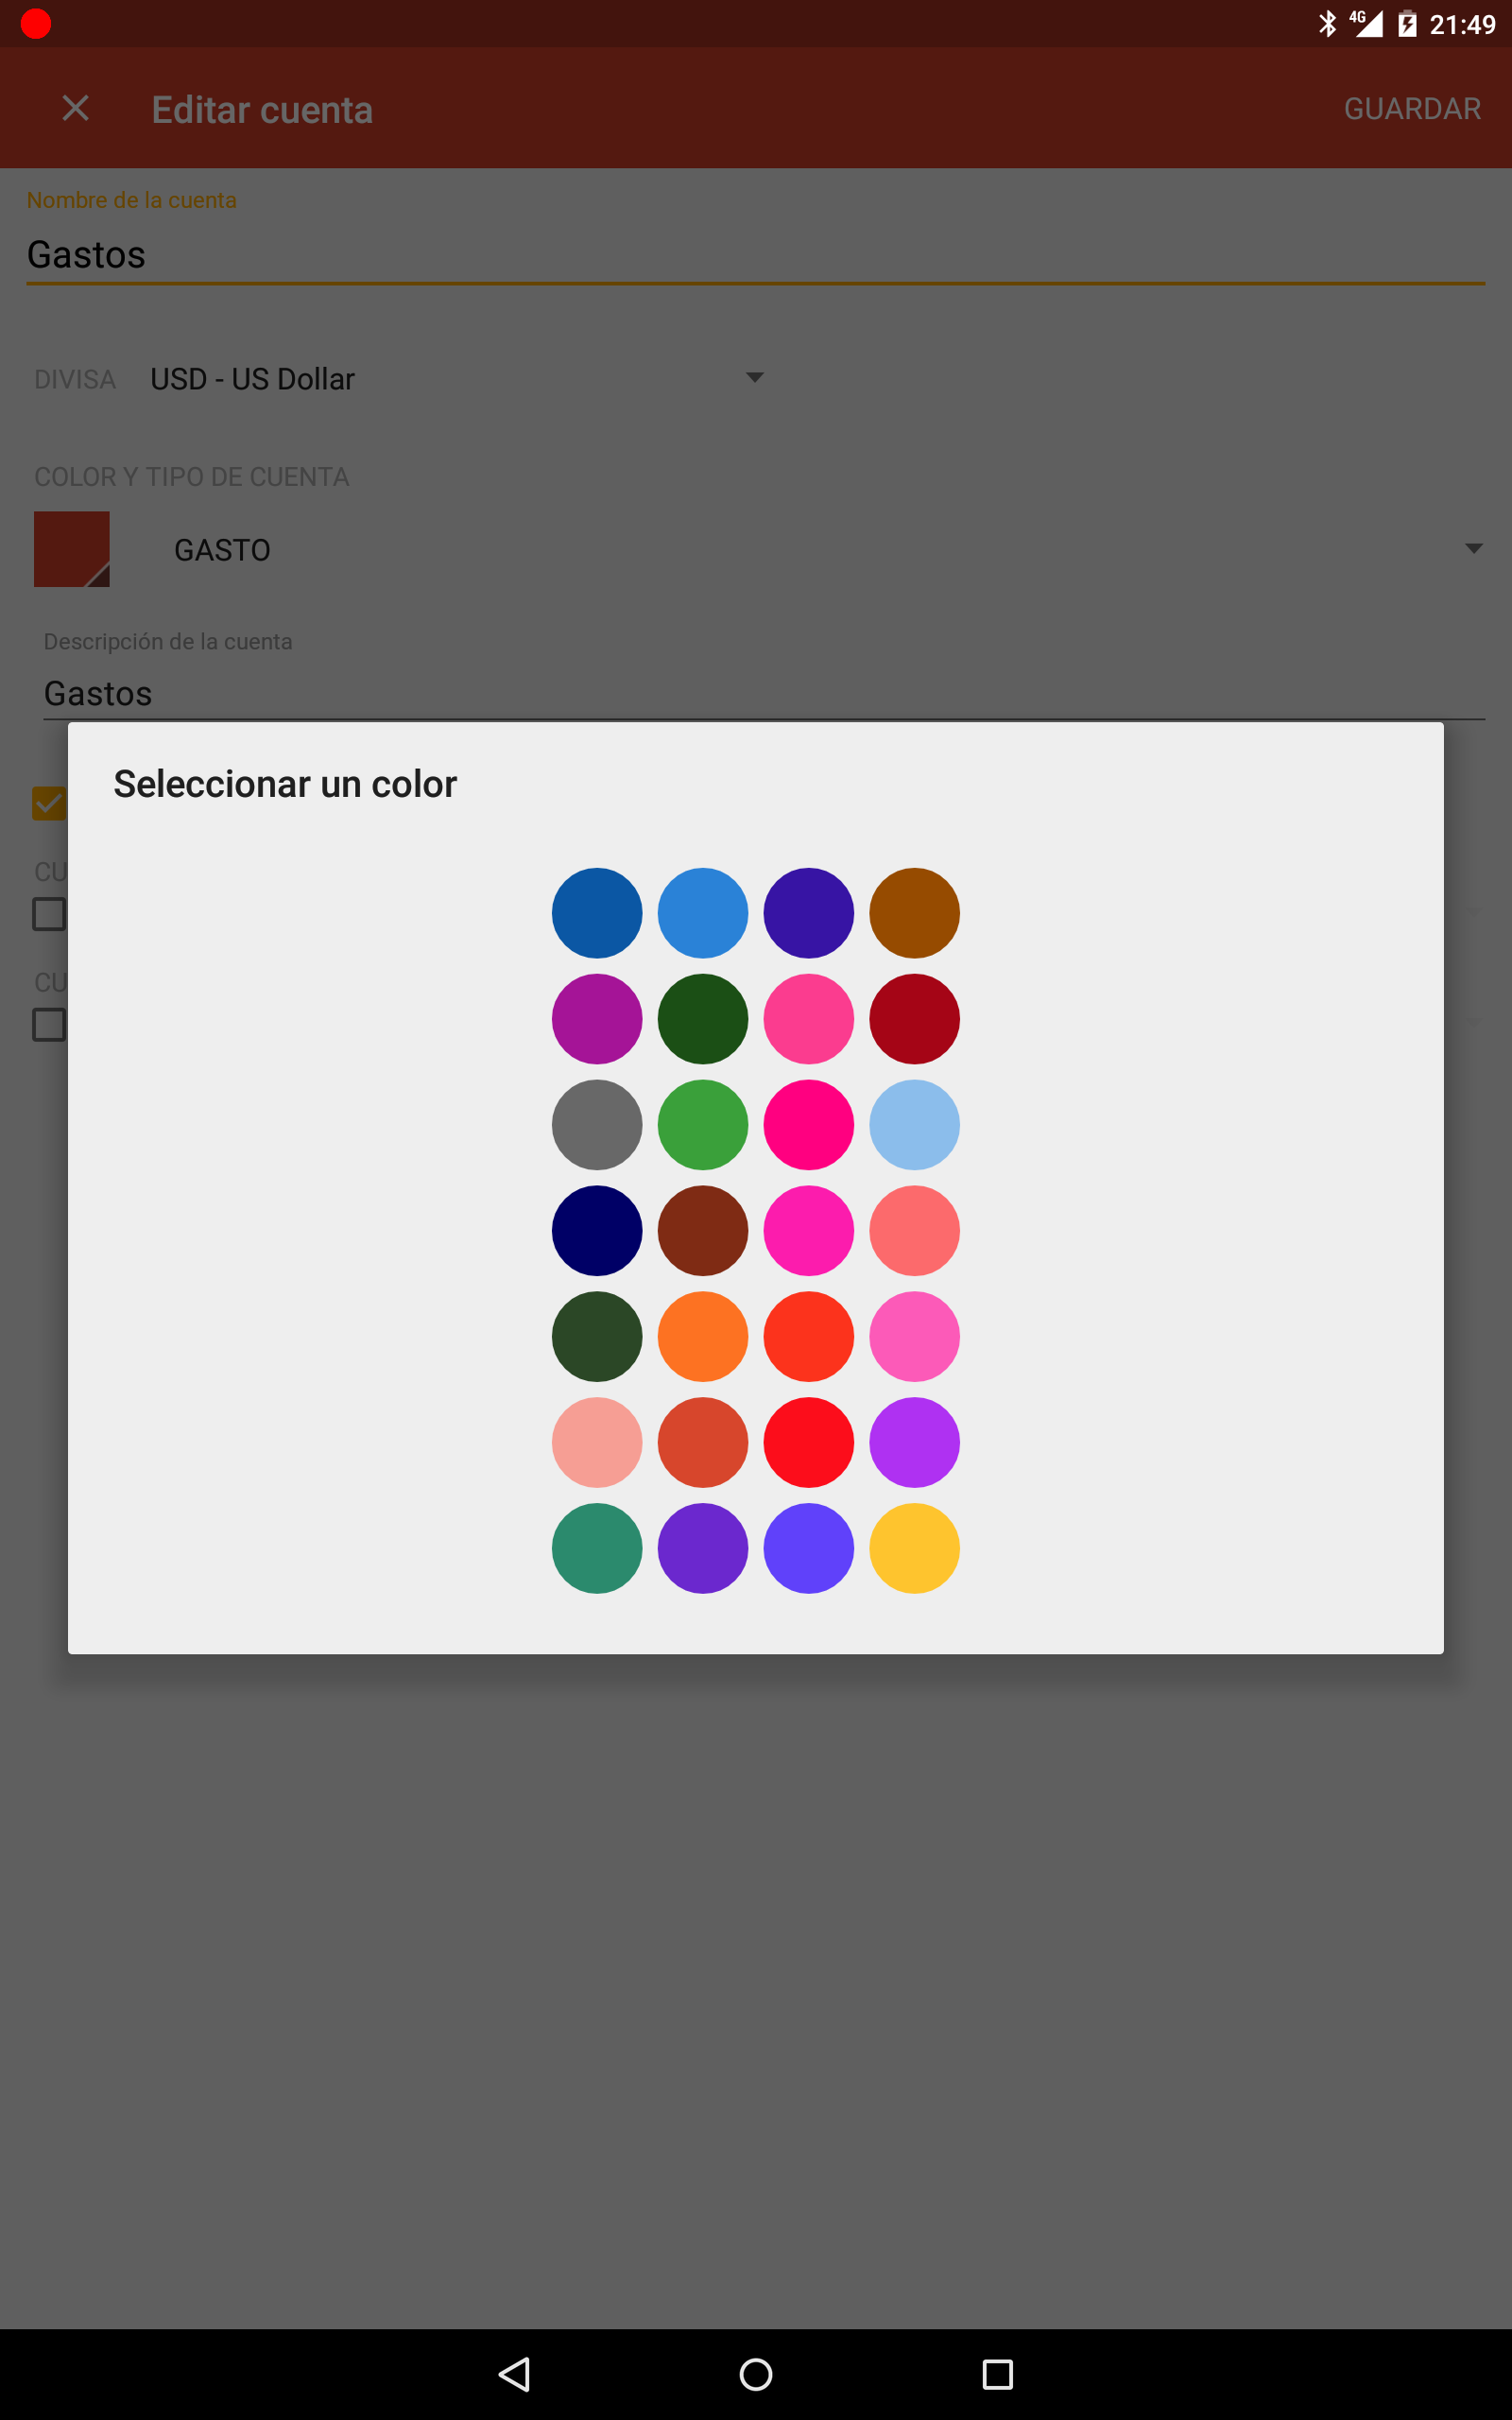 4G 21:49
Editar cuenta GUARDAR
Nombre de la cuenta
Gastos
DIVISA USD - US Dollar
COLOR Y TIPO DE CUENTA
GASTO
Descripción de la cuenta
Gastos
Seleccionar un color
CU
CU